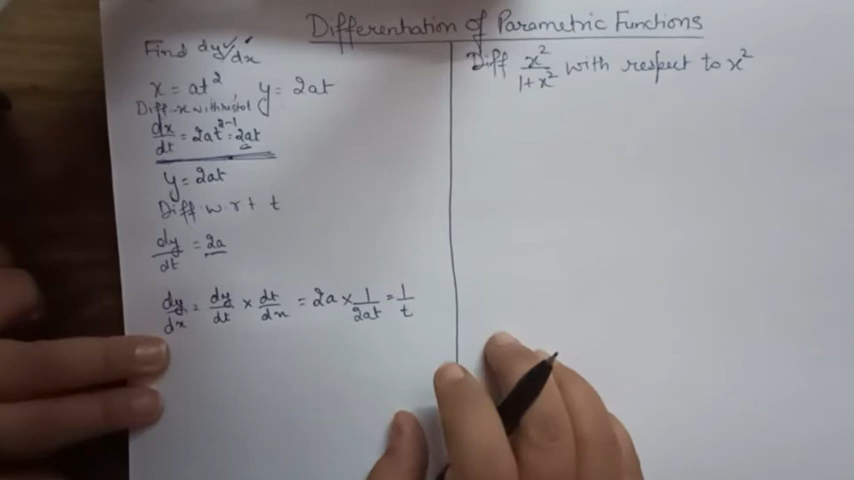 Differentiation of Parametric Functions
Find dy/dx
x = at², y = 2at
Diff x with res to t
dx/dt = 2at²⁻¹ = 2at
y = 2at
Diff w r t t
dy/dt = 2a
dy/dx = dy/dt × dt/dx = 2a × 1/2at = 1/t
Diff x²/1+x² with respect to x²